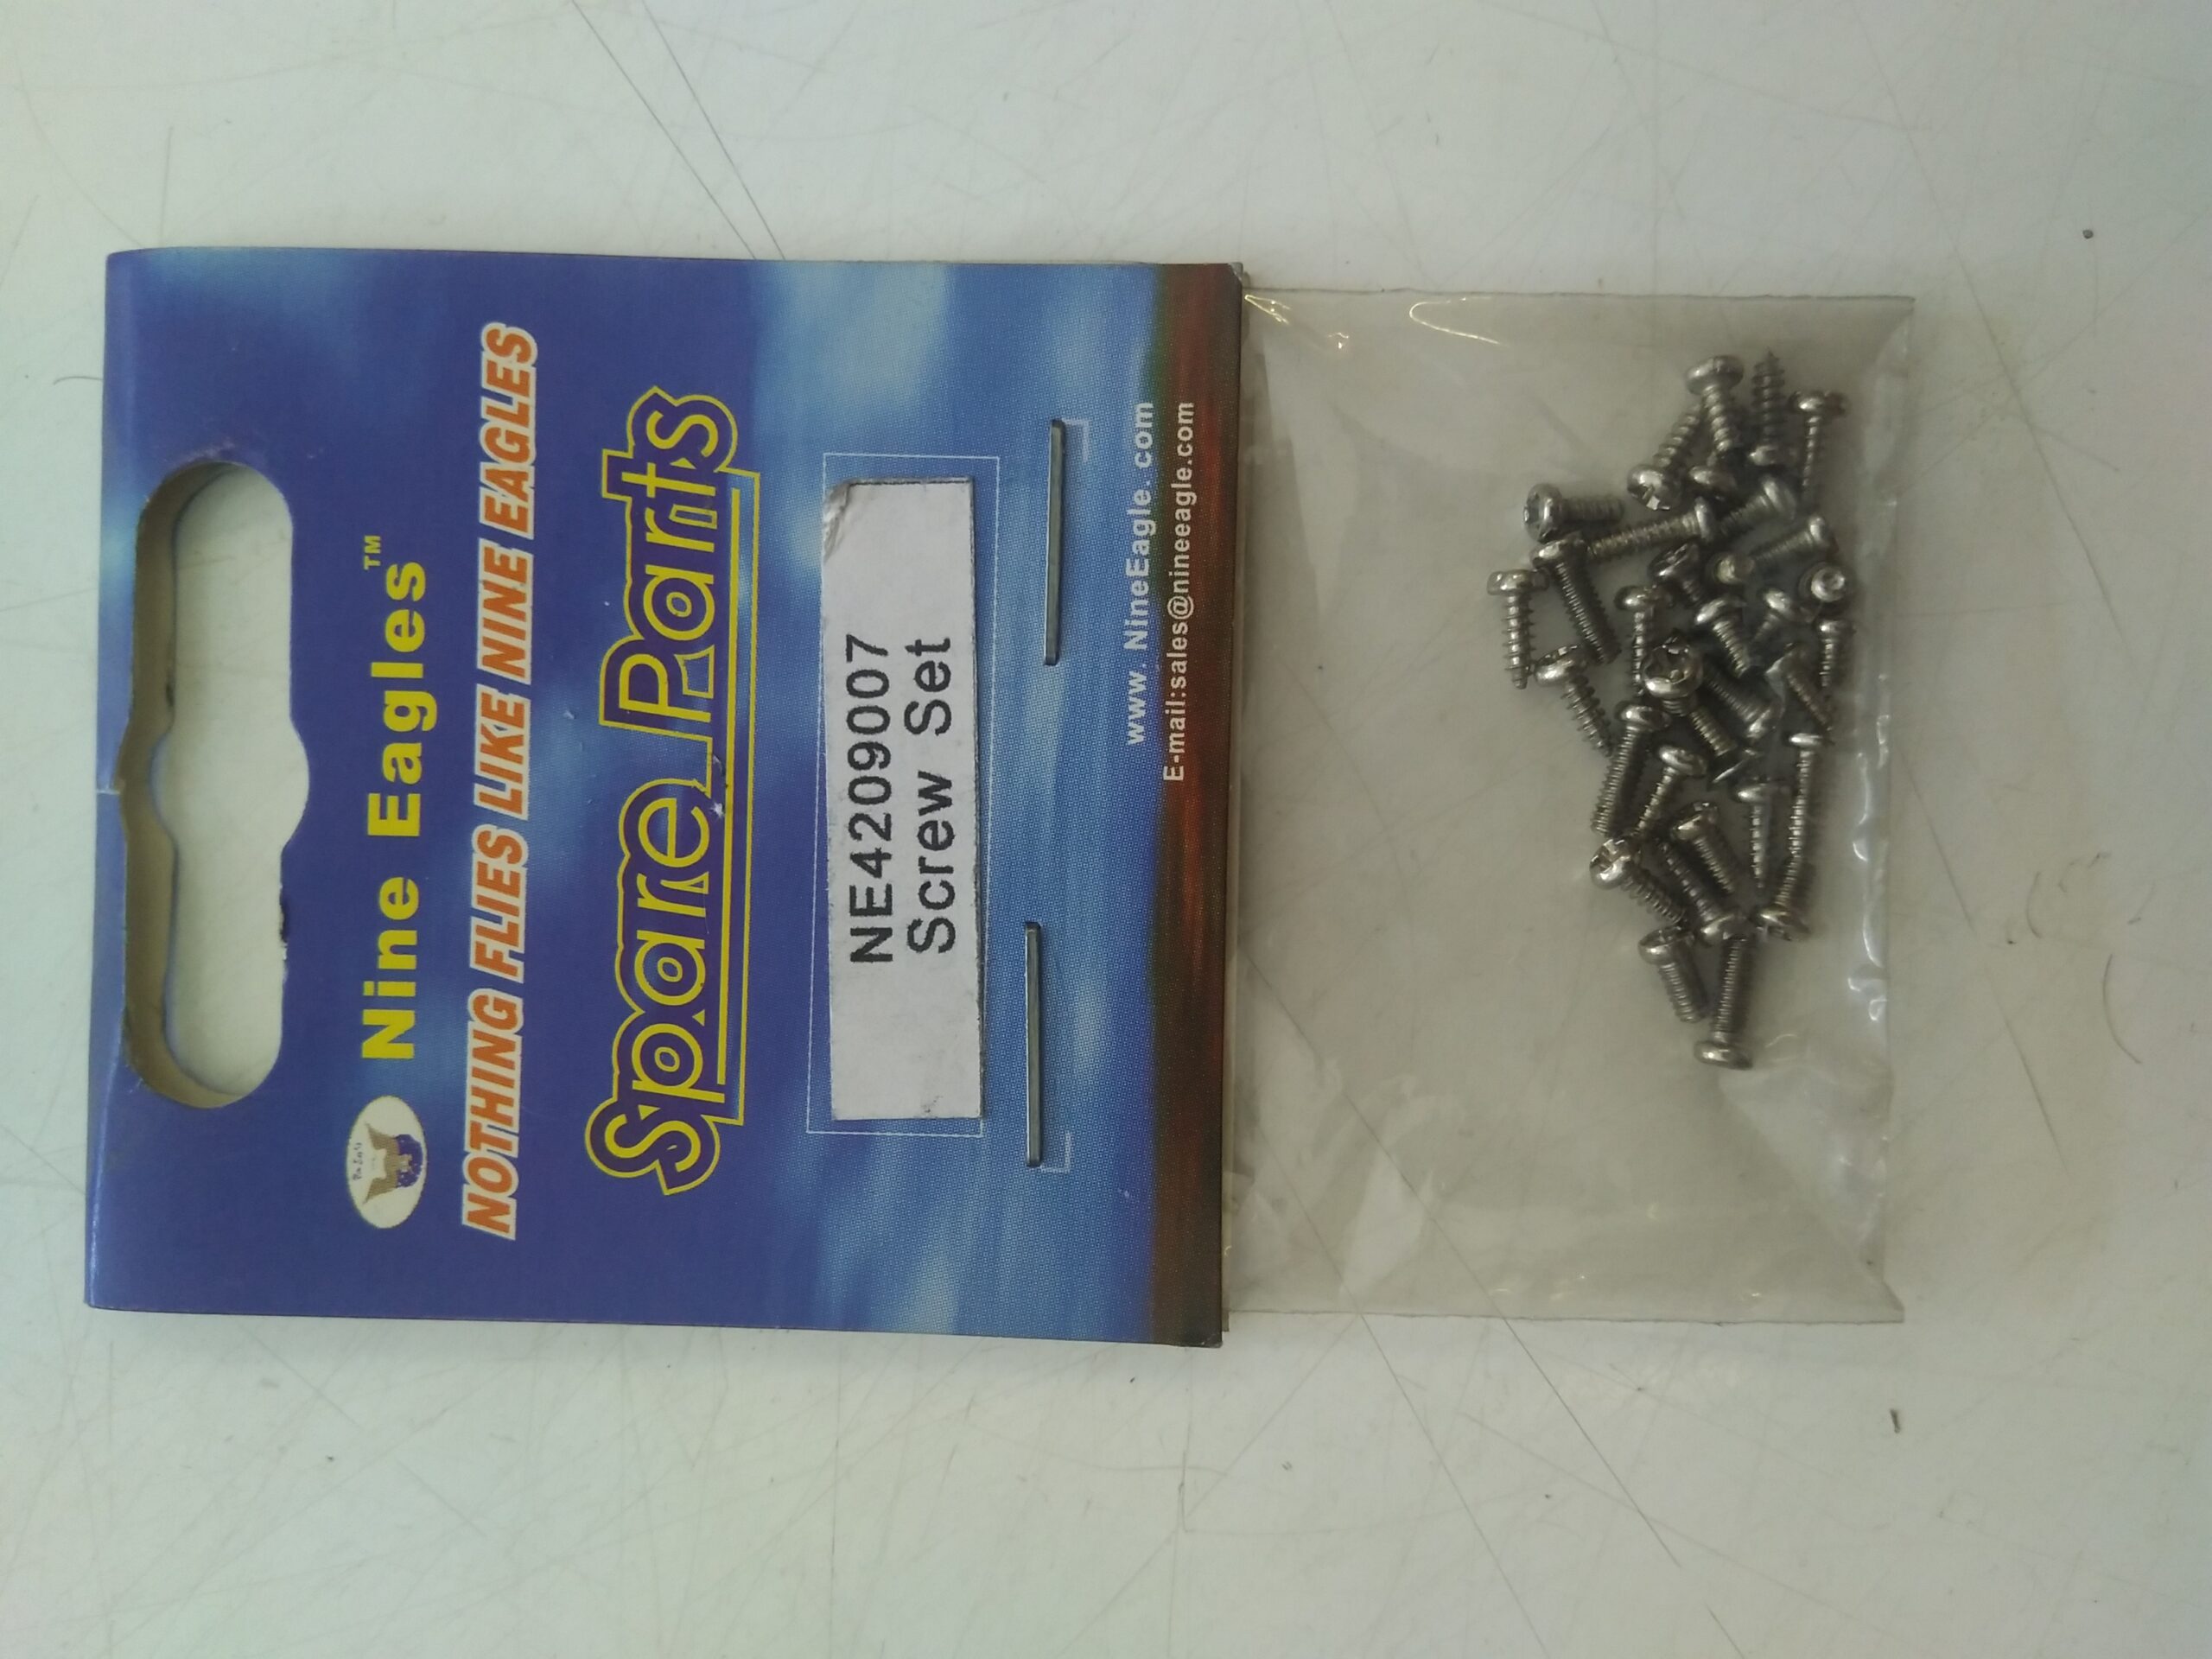 Nine Eagles™
NOTHING FLIES LIKE NINE EAGLES
Spare Parts
NE4209007
Screw Set
www. NineEagle. com
E-mail:sales@nineeagle.com